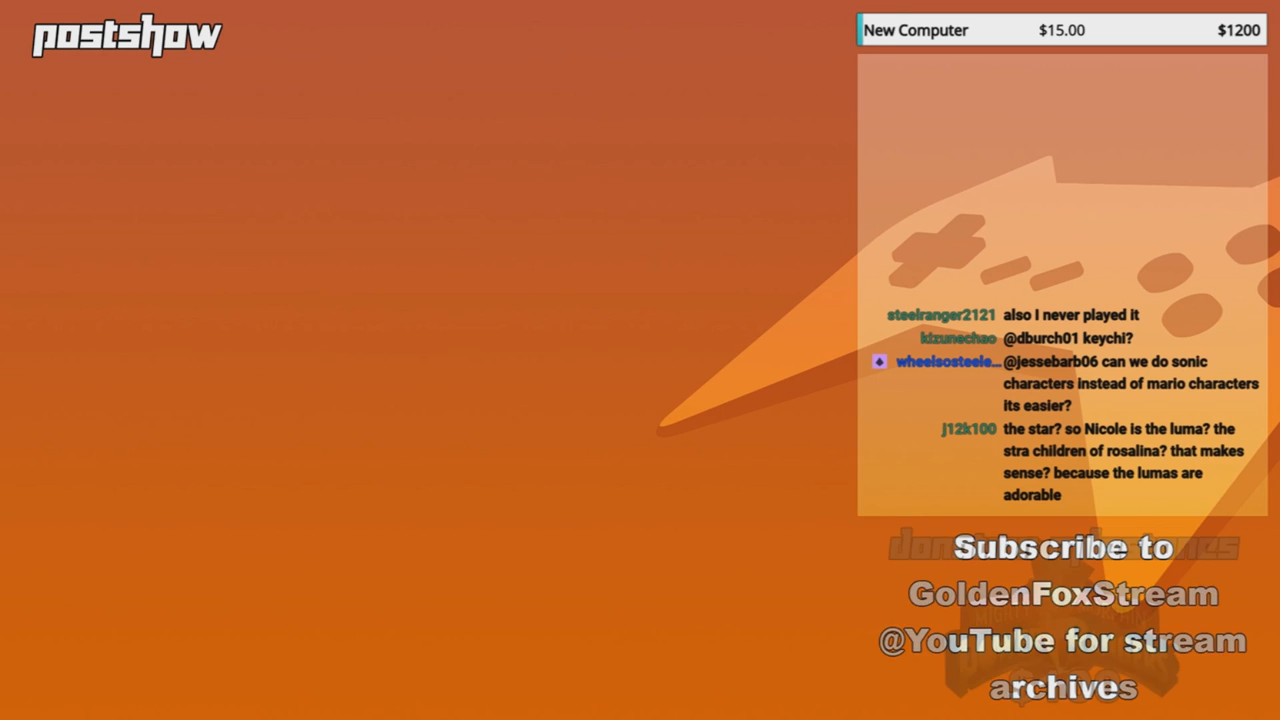 postshow
New Computer $15.00 $1200
steelranger2121 also I never played it
kizunechao @dburch01 keychi?
wheelsosteele... @jessebarb06 can we do sonic
characters instead of mario characters
its easier?
j12k100 the star? so Nicole is the luma? the
stra children of rosalina? that makes
sense? because the lumas are
adorable
Subscribe to
GoldenFoxStream
@YouTube for stream
archives